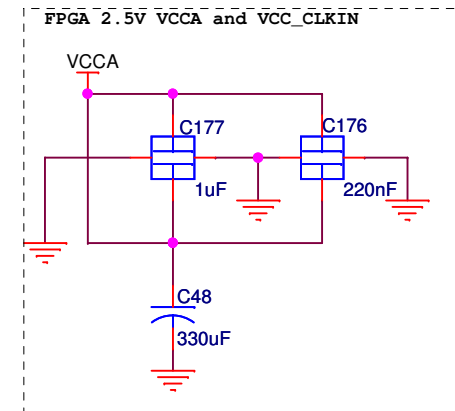 FPGA 2.5V VCCA and VCC_CLKIN
VCCA
C177
C176
1uF
220nF
C48
330uF